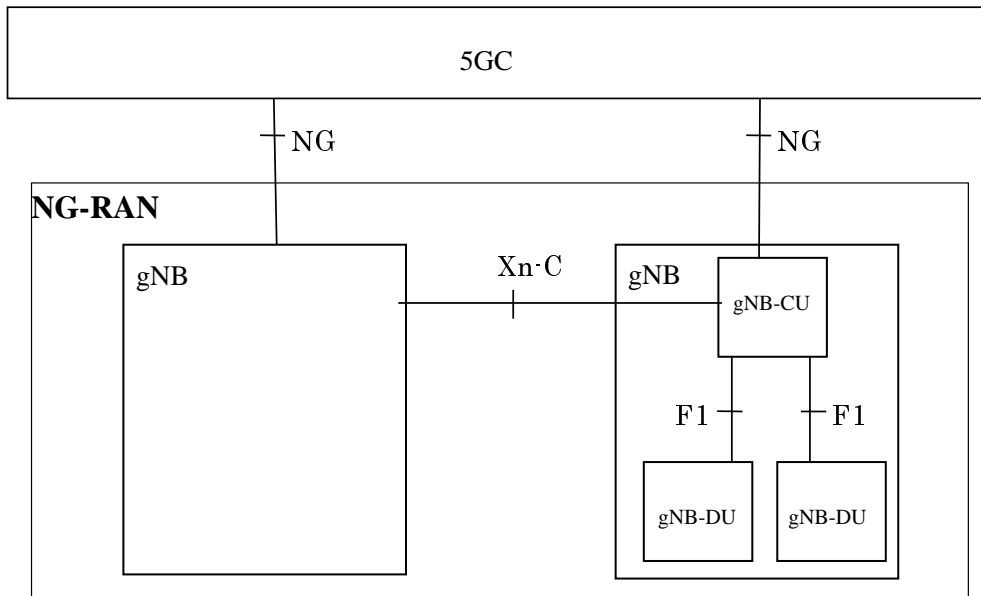 5GC
NG
NG
NG-RAN
gNB
Xn-C
gNB
gNB-CU
F1
F1
gNB-DU
gNB-DU